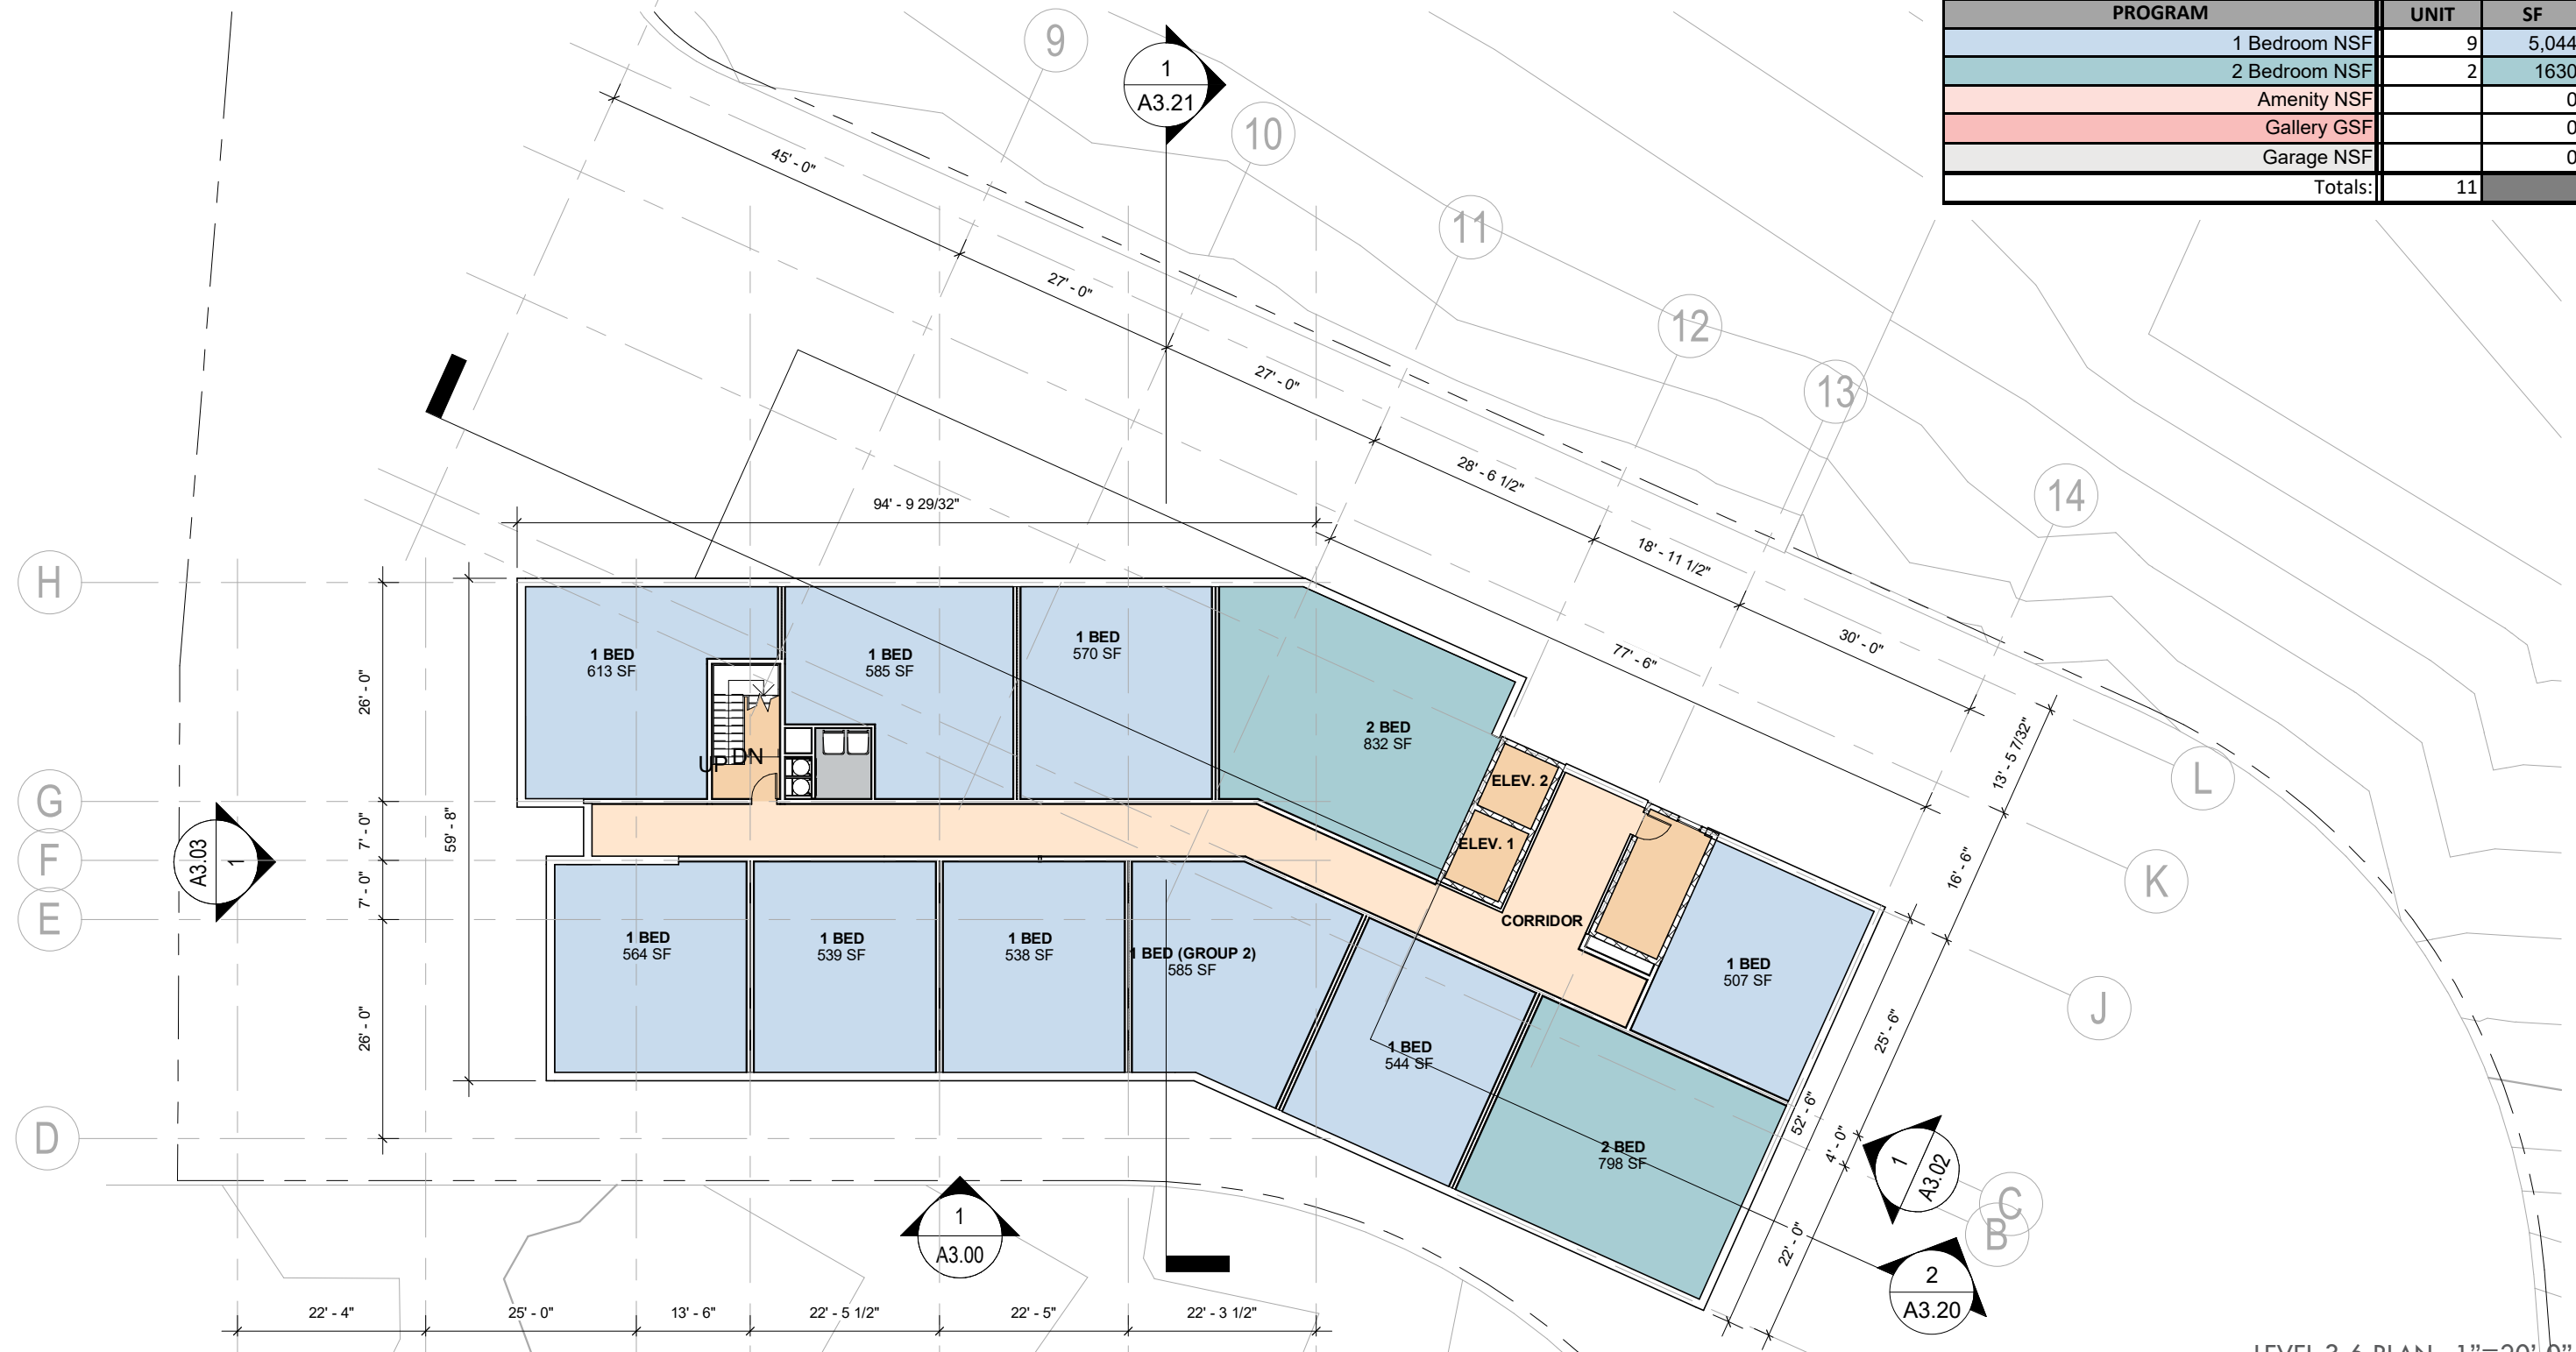 PROGRAM UNIT SF
1 Bedroom NSF 9 5,044
2 Bedroom NSF 2 1630
Amenity NSF 0
Gallery GSF 0
Garage NSF 0
Totals: 11
9
1
A3.21
10
11
12
13
14
45' - 0"
27' - 0"
27' - 0"
28' - 6 1/2"
18' - 11 1/2"
30' - 0"
94' - 9 29/32"
77' - 6"
H
G
F
E
D
26' - 0"
7' - 0"
7' - 0"
26' - 0"
59' - 8"
A3.03
1
1 BED
613 SF
1 BED
585 SF
1 BED
570 SF
2 BED
832 SF
UP
DN
ELEV. 2
ELEV. 1
CORRIDOR
1 BED
564 SF
1 BED
539 SF
1 BED
538 SF
1 BED (GROUP 2)
585 SF
1 BED
544 SF
1 BED
507 SF
2 BED
798 SF
13' - 5 7/32"
16' - 6"
25' - 6"
52' - 6"
4' - 0"
22' - 0"
L
K
J
C
B
1
A3.02
2
A3.20
1
A3.00
22' - 4"
25' - 0"
13' - 6"
22' - 5 1/2"
22' - 5"
22' - 3 1/2"
LEVEL 3-6 PLAN - 1"=20'-0"